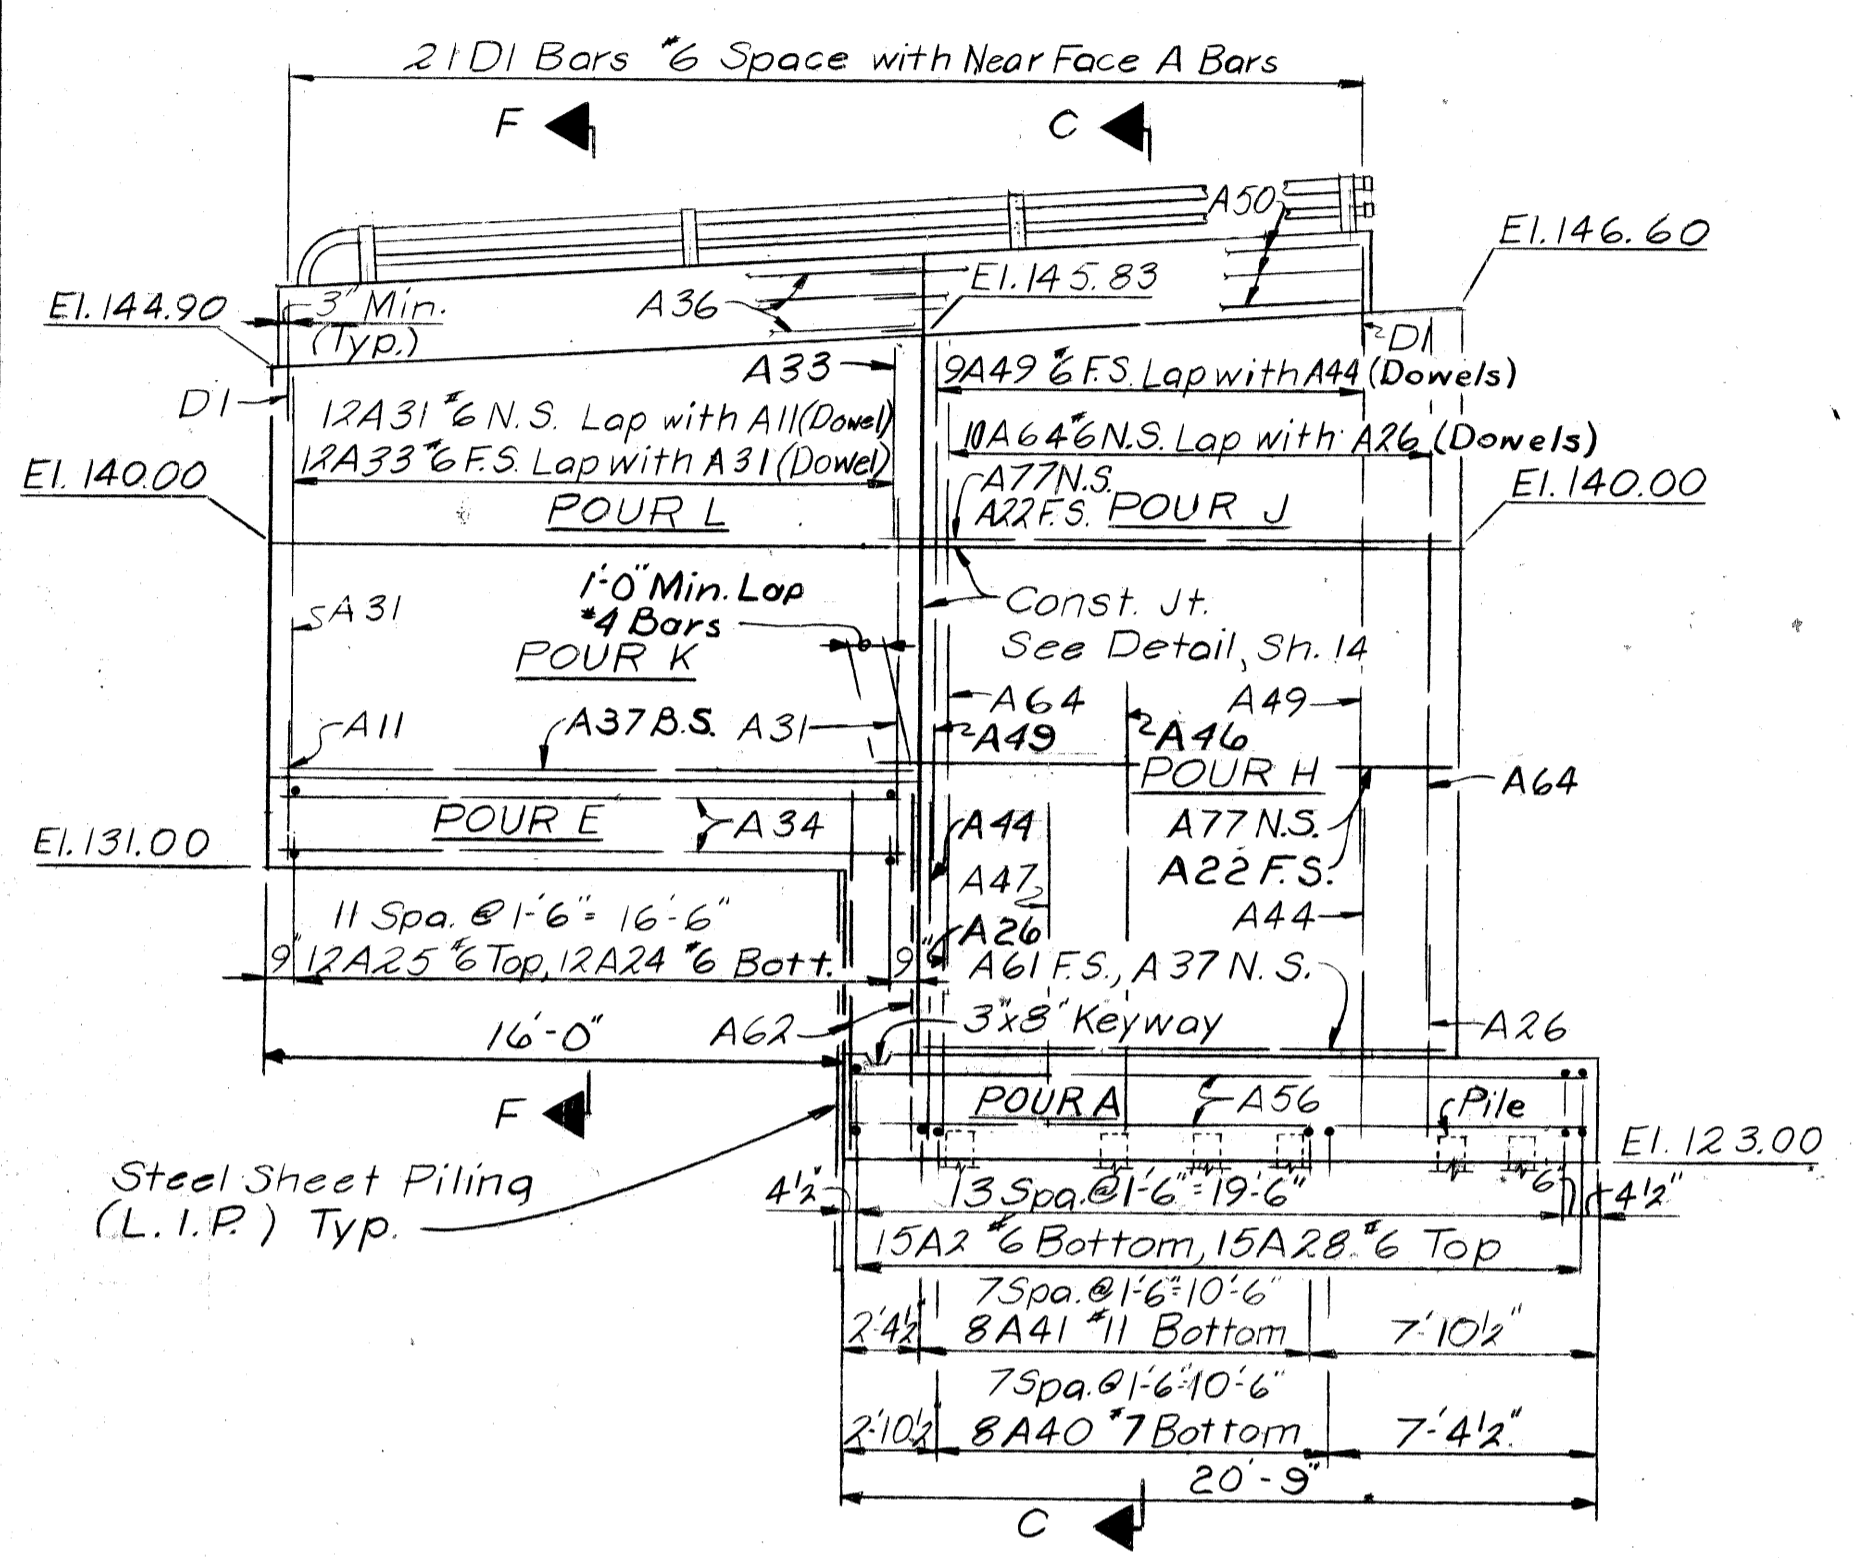 21 D1 Bars #6 Space with Near Face A Bars
F
C
A50
El. 146.60
El. 145.83
A36
El. 144.90
3" Min.
(Typ.)
D1
A33
9A49 #6 F.S. Lap with A44 (Dowels)
D1
12A31 #6 N.S. Lap with A11 (Dowel)
10A64 #6 N.S. Lap with A26 (Dowels)
12A33 #6 F.S. Lap with A31 (Dowel)
El. 140.00
A77 N.S.
A22 F.S.
POUR L
POUR J
El. 140.00
1'-0" Min. Lap
#4 Bars
A31
POUR K
Const. Jt.
See Detail, Sh. 14
A64
A49
A11
A37 B.S.
A31
A49
A46
POUR H
A64
POUR E
A34
A44
A77 N.S.
El. 131.00
A47
A22 F.S.
11 Spa. @ 1'-6" = 16'-6"
A44
A26
9"
12A25 #6 Top, 12A24 #6 Bott.
9"
6"
A61 F.S., A37 N.S.
16'-0"
A62
3"x8" Keyway
A26
F
POUR A
A56
Pile
El. 123.00
Steel Sheet Piling
(L.I.P.) Typ.
4½"
13 Spa. @ 1'-6" = 19'-6"
6"
4½"
15A2 #6 Bottom, 15A28 #6 Top
7 Spa. @ 1'-6" = 10'-6"
2'-4½"
8A41 #11 Bottom
7'-10½"
7 Spa. @ 1'-6" = 10'-6"
2'-10½"
8A40 #7 Bottom
7'-4½"
20'-9"
C